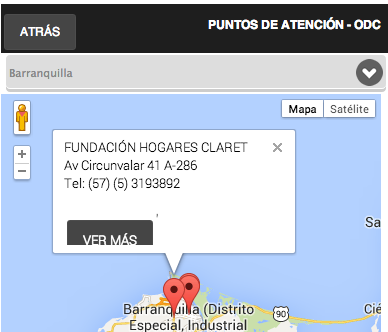 ATRÁS
PUNTOS DE ATENCIÓN - ODC
Barranquilla
Mapa
Satélite
+
−
FUNDACIÓN HOGARES CLARET
Av Circunvalar 41 A-286
Tel: (57) (5) 3193892
,
VER MÁS
Sa
90
Cié
Barranquilla (Distrito
Especial, Industrial